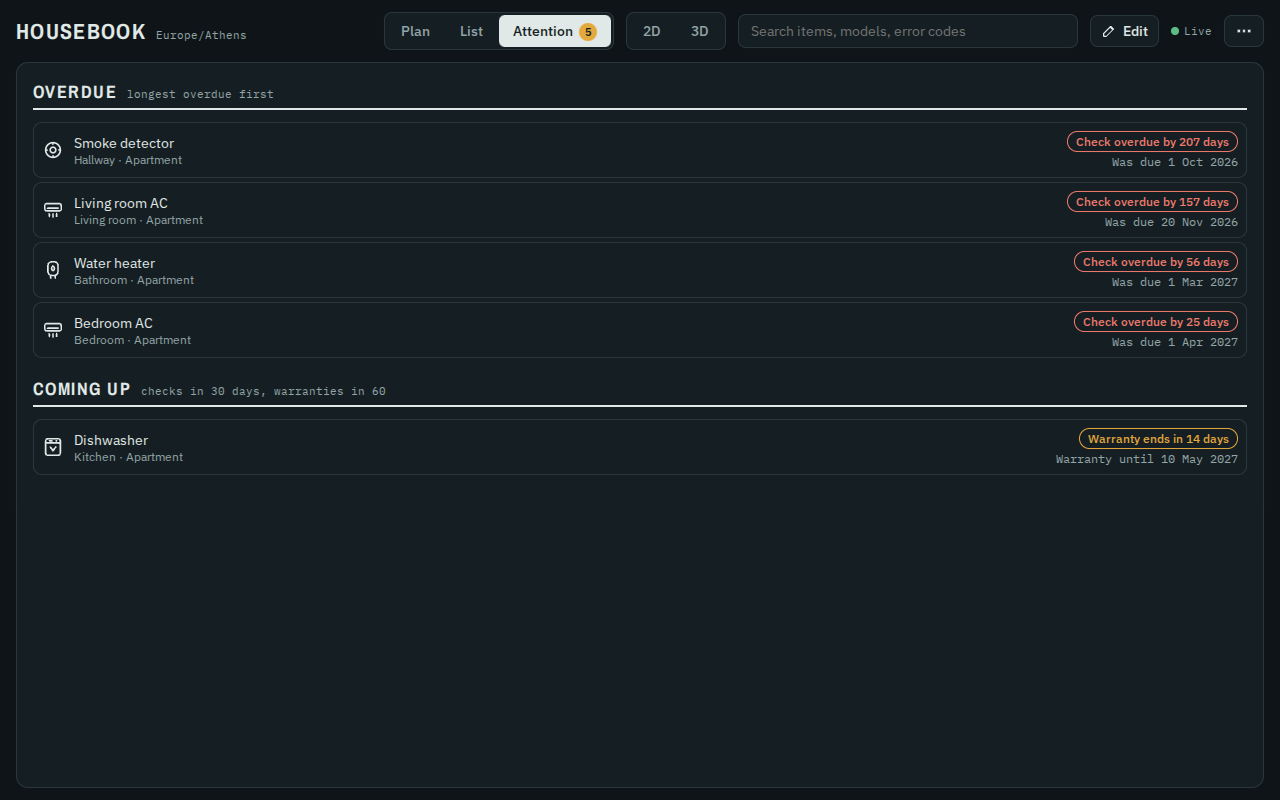 HOUSEBOOK Europe/Athens Plan List Attention 5 2D 3D Search items, models, error codes Edit Live ···
OVERDUE longest overdue first
Smoke detector Check overdue by 207 days
Hallway · Apartment Was due 1 Oct 2026
Living room AC Check overdue by 157 days
Living room · Apartment Was due 20 Nov 2026
Water heater Check overdue by 56 days
Bathroom · Apartment Was due 1 Mar 2027
Bedroom AC Check overdue by 25 days
Bedroom · Apartment Was due 1 Apr 2027
COMING UP checks in 30 days, warranties in 60
Dishwasher Warranty ends in 14 days
Kitchen · Apartment Warranty until 10 May 2027